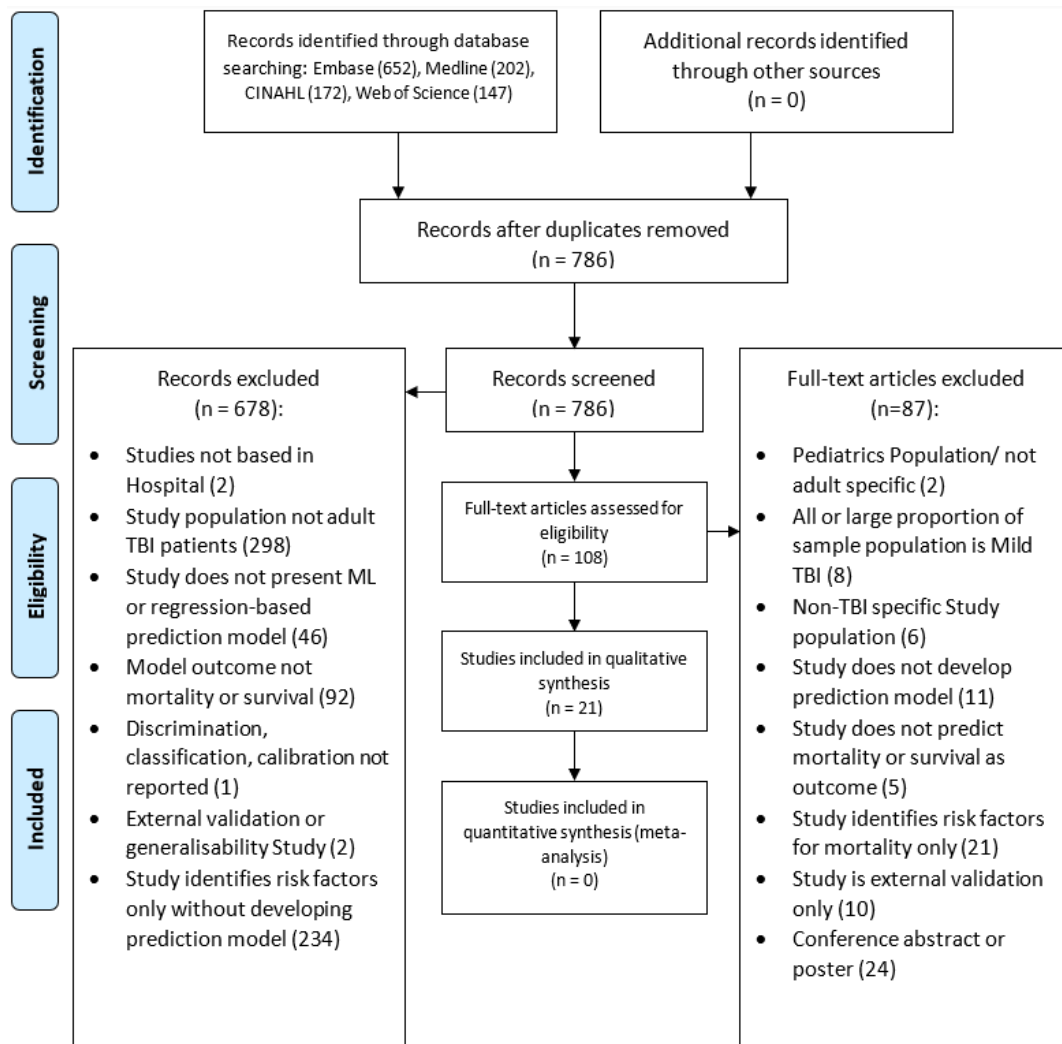 Identification
Records identified through database
searching: Embase (652), Medline (202),
CINAHL (172), Web of Science (147)
Additional records identified
through other sources
(n = 0)
Records after duplicates removed
(n = 786)
Screening
Records screened
(n = 786)
Records excluded
(n = 678):
• Studies not based in
Hospital (2)
• Study population not adult
TBI patients (298)
• Study does not present ML
or regression-based
prediction model (46)
• Model outcome not
mortality or survival (92)
• Discrimination,
classification, calibration not
reported (1)
• External validation or
generalisability Study (2)
• Study identifies risk factors
only without developing
prediction model (234)
Eligibility
Full-text articles assessed for
eligibility
(n = 108)
Full-text articles excluded
(n=87):
• Pediatrics Population/ not
adult specific (2)
• All or large proportion of
sample population is Mild
TBI (8)
• Non-TBI specific Study
population (6)
• Study does not develop
prediction model (11)
• Study does not predict
mortality or survival as
outcome (5)
• Study identifies risk factors
for mortality only (21)
• Study is external validation
only (10)
• Conference abstract or
poster (24)
Included
Studies included in qualitative
synthesis
(n = 21)
Studies included in
quantitative synthesis (meta-
analysis)
(n = 0)